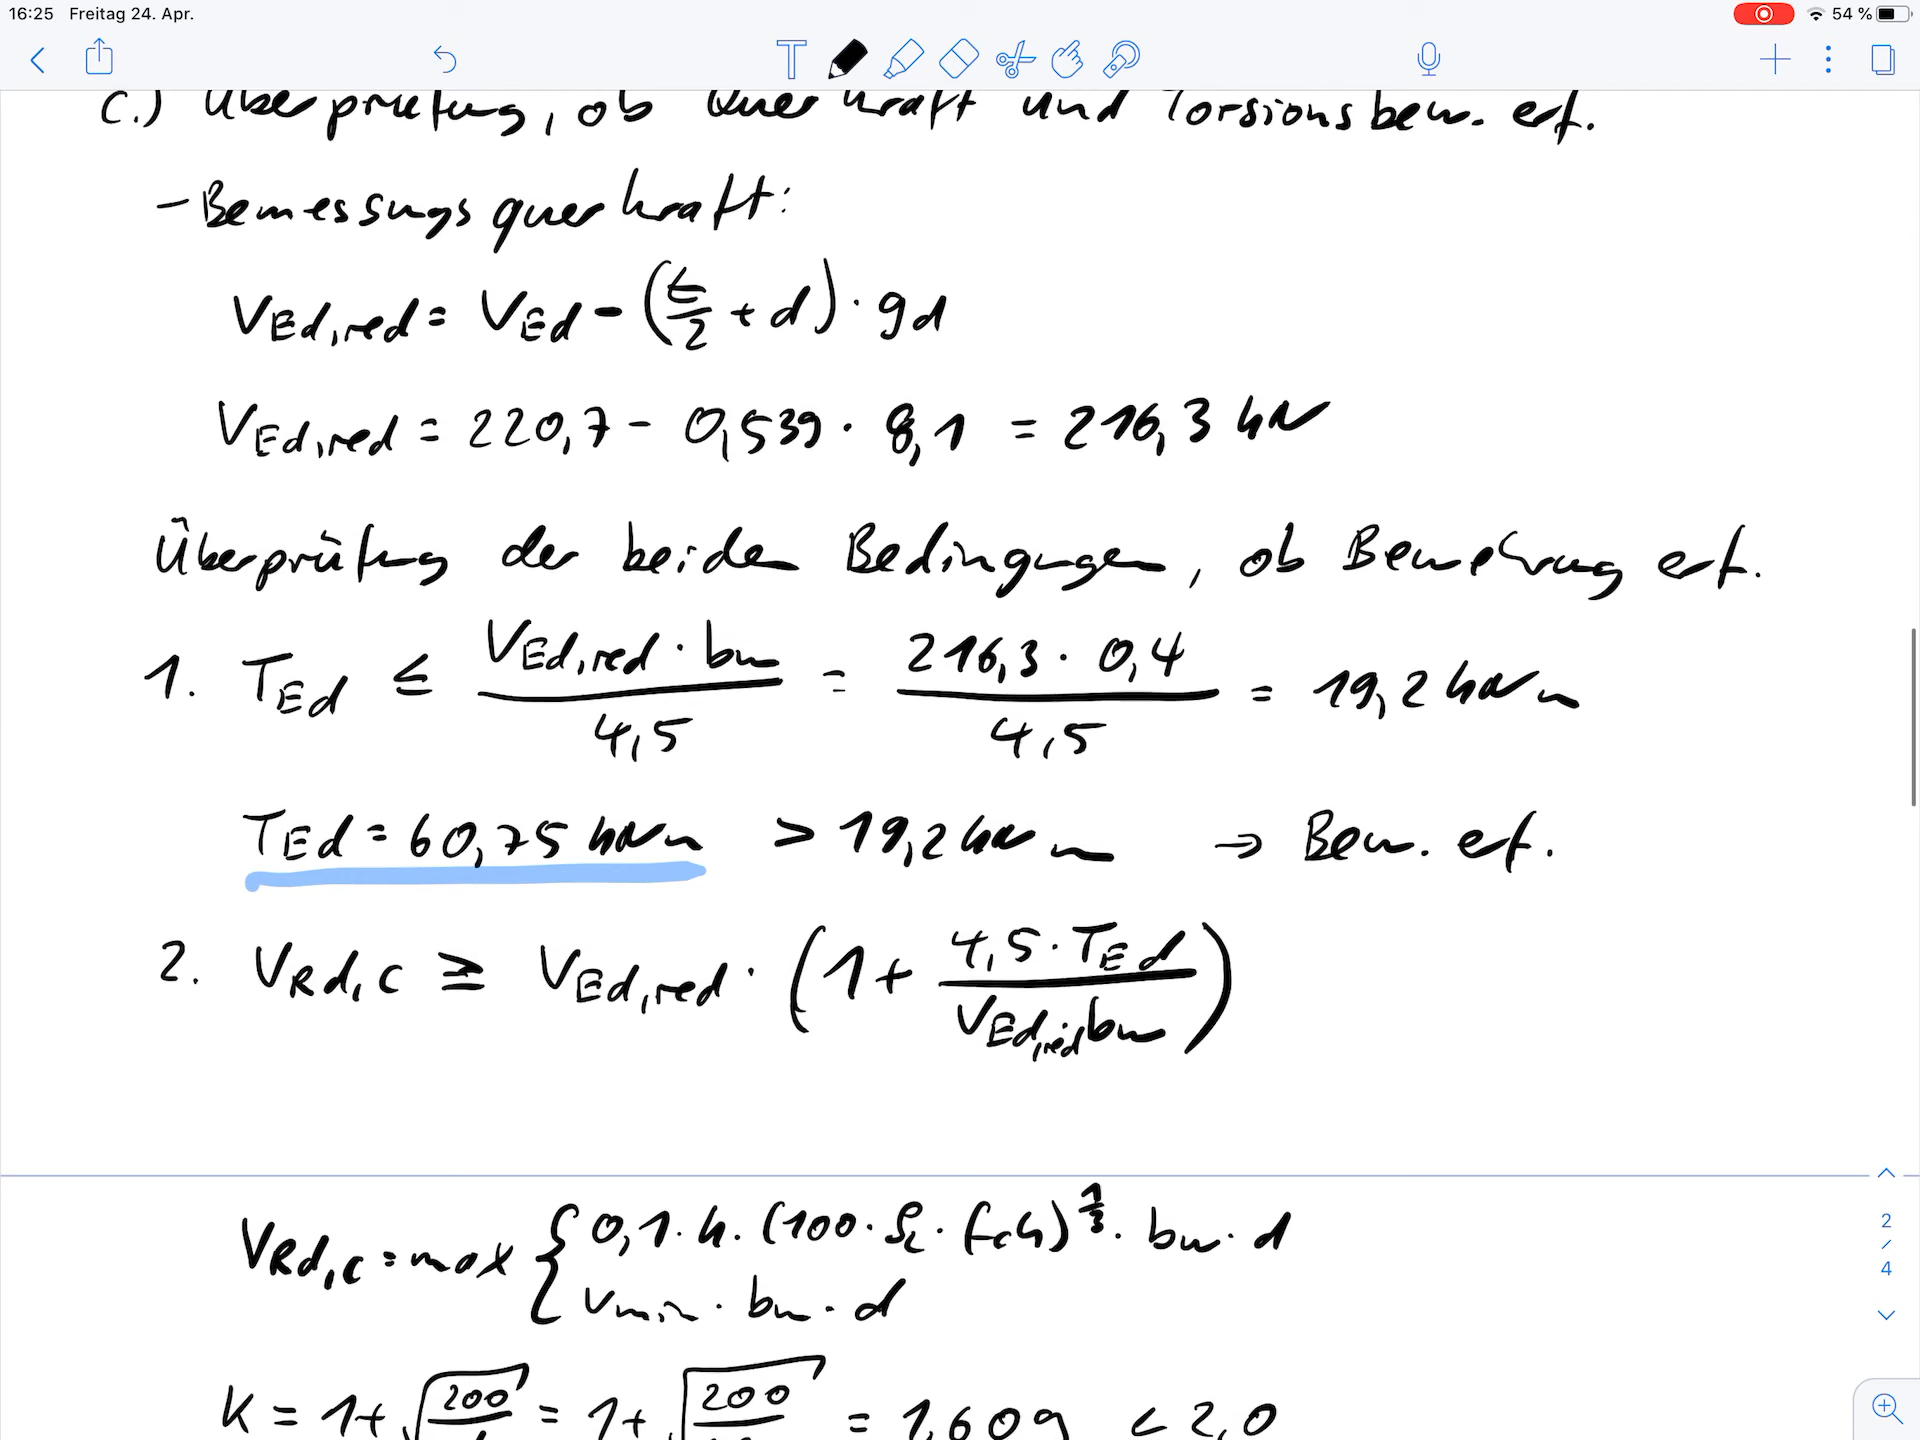 16:25 Freitag 24. Apr. 54 %
T
c.) Überprüfung, ob Querkraft und Torsionsbew. erf.
- Bemessungsquerkraft:
VEd,red = VEd - (t/2 + d) · gd
VEd,red = 220,7 - 0,539 · 8,1 = 216,3 kN
Überprüfung der beiden Bedingungen, ob Bewehrung erf.
1. TEd ≤ VEd,red · bw / 4,5 = 216,3 · 0,4 / 4,5 = 19,2 kNm
TEd = 60,75 kNm > 19,2 kNm → Bew. erf.
2. VRd,c ≥ VEd,red · (1 + 4,5 · TEd / VEd,red · bw)
2 / 4
VRd,c = max { 0,1 · k · (100 · ρL · fck)^1/3 · bw · d
vmin · bw · d
K = 1 + √200 = 1 + √200 = 1,609 < 2,0